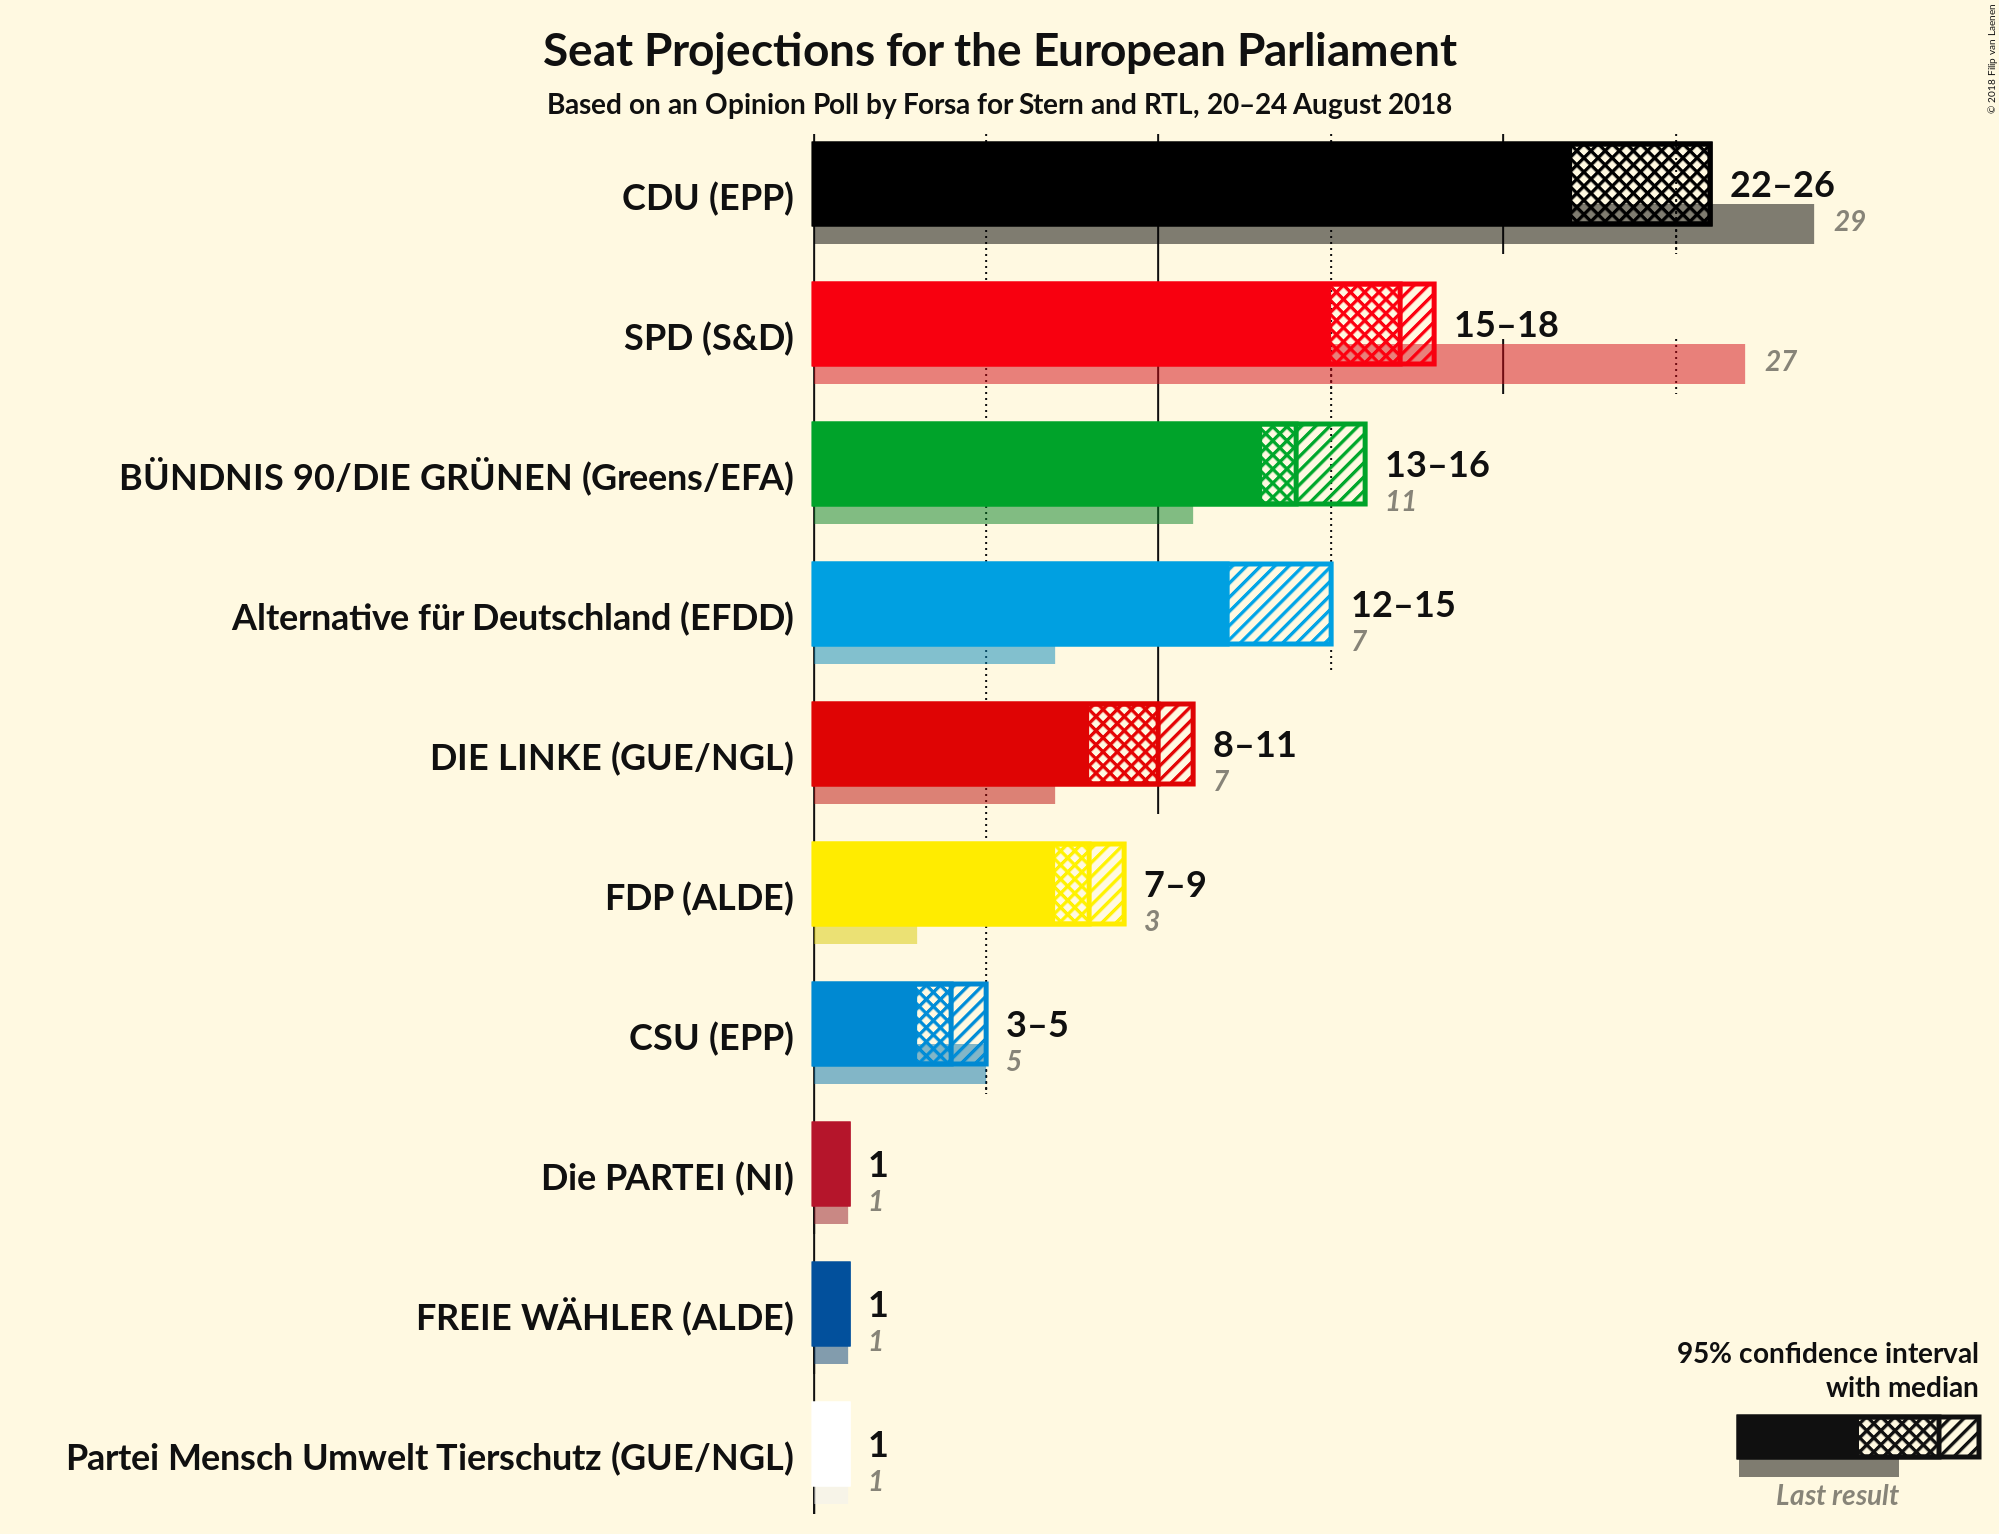 Seat Projections for the European Parliament
Based on an Opinion Poll by Forsa for Stern and RTL, 20–24 August 2018
© 2018 Filip van Laenen
CDU (EPP)
22–26
29
SPD (S&D)
15–18
27
BÜNDNIS 90/DIE GRÜNEN (Greens/EFA)
13–16
11
Alternative für Deutschland (EFDD)
12–15
7
DIE LINKE (GUE/NGL)
8–11
7
FDP (ALDE)
7–9
3
CSU (EPP)
3–5
5
Die PARTEI (NI)
1
1
FREIE WÄHLER (ALDE)
1
1
Partei Mensch Umwelt Tierschutz (GUE/NGL)
1
1
95% confidence interval
with median
Last result